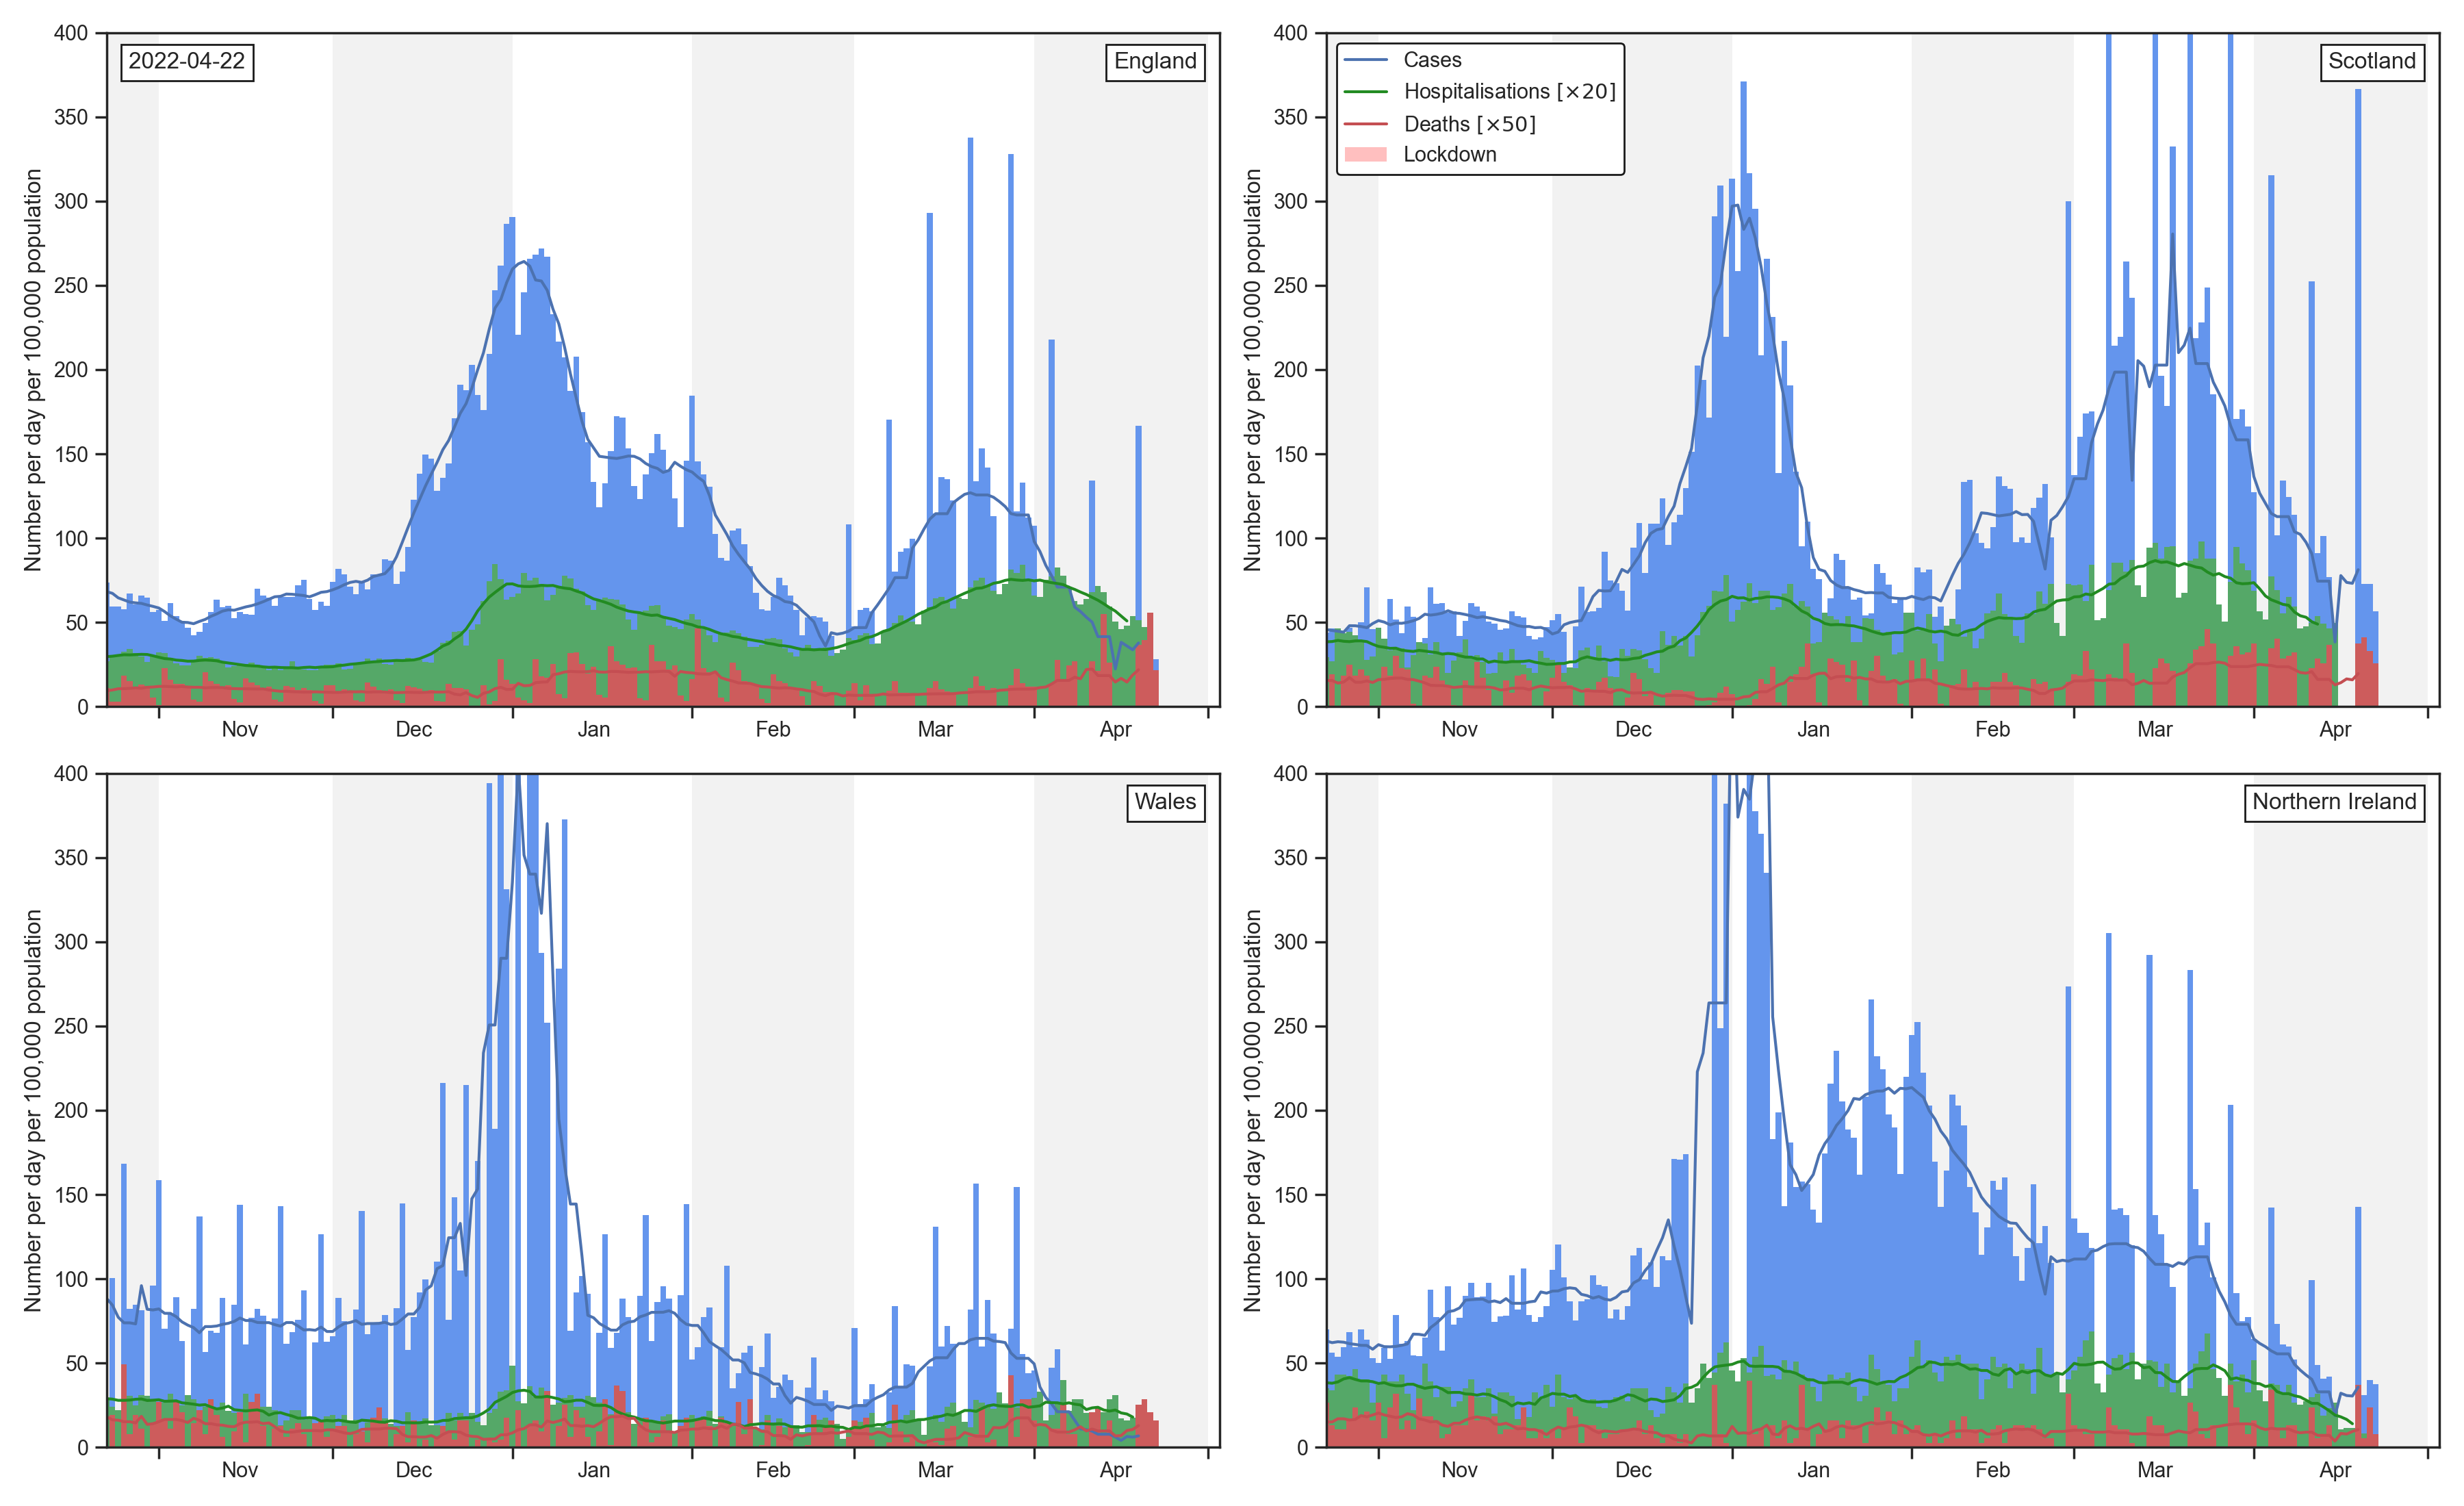 2022-04-22
England
Number per day per 100,000 population
400
350
300
250
200
150
100
50
0
Nov
Dec
Jan
Feb
Mar
Apr
Scotland
Cases
Hospitalisations [×20]
Deaths [×50]
Lockdown
Number per day per 100,000 population
400
350
300
250
200
150
100
50
0
Nov
Dec
Jan
Feb
Mar
Apr
Wales
Number per day per 100,000 population
400
350
300
250
200
150
100
50
0
Nov
Dec
Jan
Feb
Mar
Apr
Northern Ireland
Number per day per 100,000 population
400
350
300
250
200
150
100
50
0
Nov
Dec
Jan
Feb
Mar
Apr